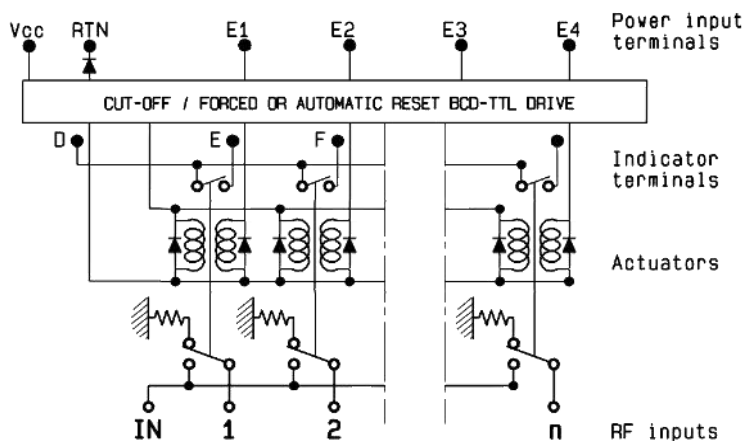 Vcc RTN E1 E2 E3 E4 Power input terminals
CUT-OFF / FORCED OR AUTOMATIC RESET BCD-TTL DRIVE
D E F Indicator terminals
Actuators
IN 1 2 n RF inputs